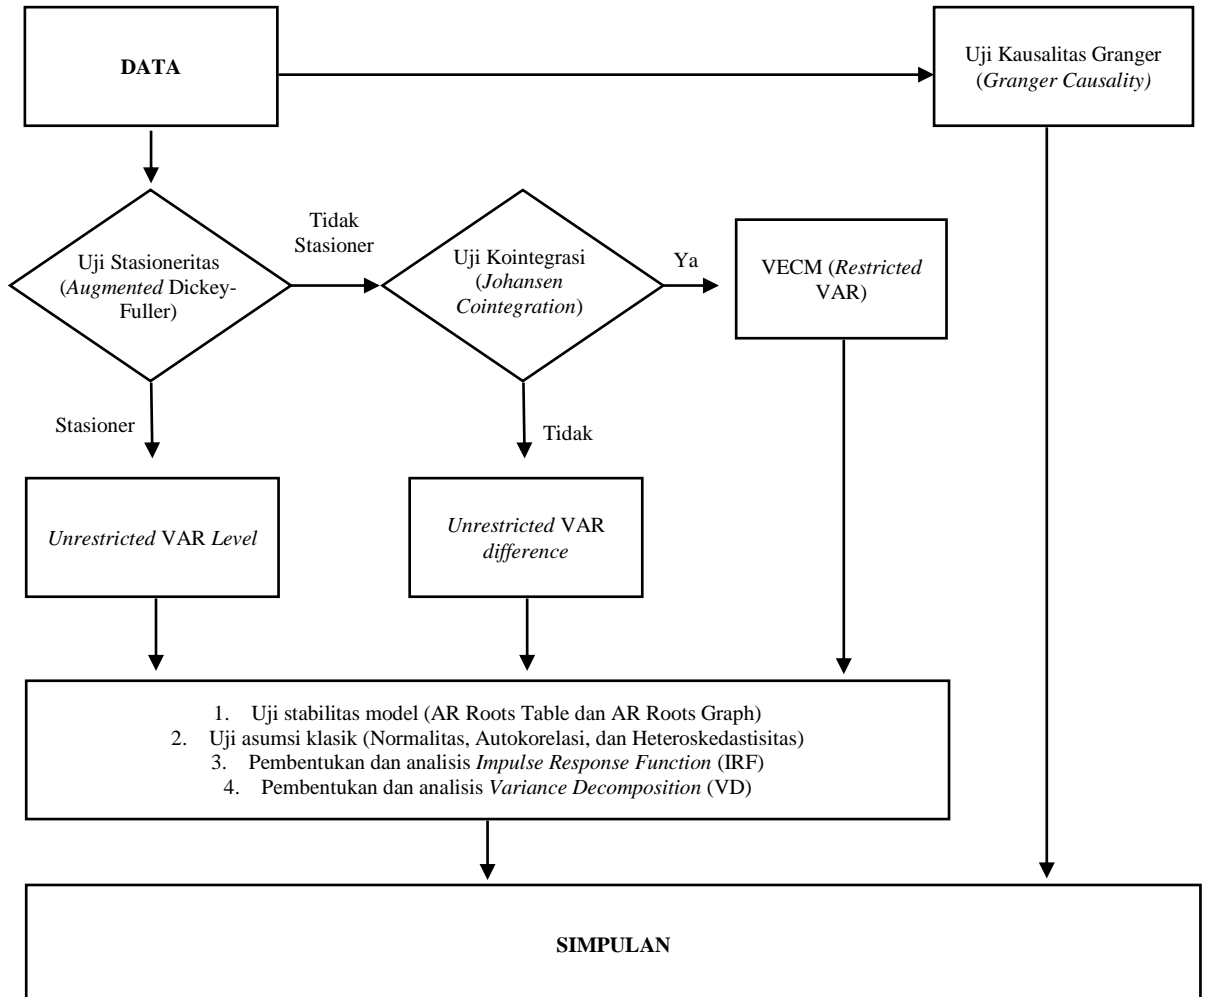 DATA
Uji Kausalitas Granger
(Granger Causality)
Uji Stasioneritas
(Augmented Dickey-
Fuller)
Tidak
Stasioner
Uji Kointegrasi
(Johansen
Cointegration)
Ya
VECM (Restricted
VAR)
Stasioner
Tidak
Unrestricted VAR Level
Unrestricted VAR
difference
1. Uji stabilitas model (AR Roots Table dan AR Roots Graph)
2. Uji asumsi klasik (Normalitas, Autokorelasi, dan Heteroskedastisitas)
3. Pembentukan dan analisis Impulse Response Function (IRF)
4. Pembentukan dan analisis Variance Decomposition (VD)
SIMPULAN